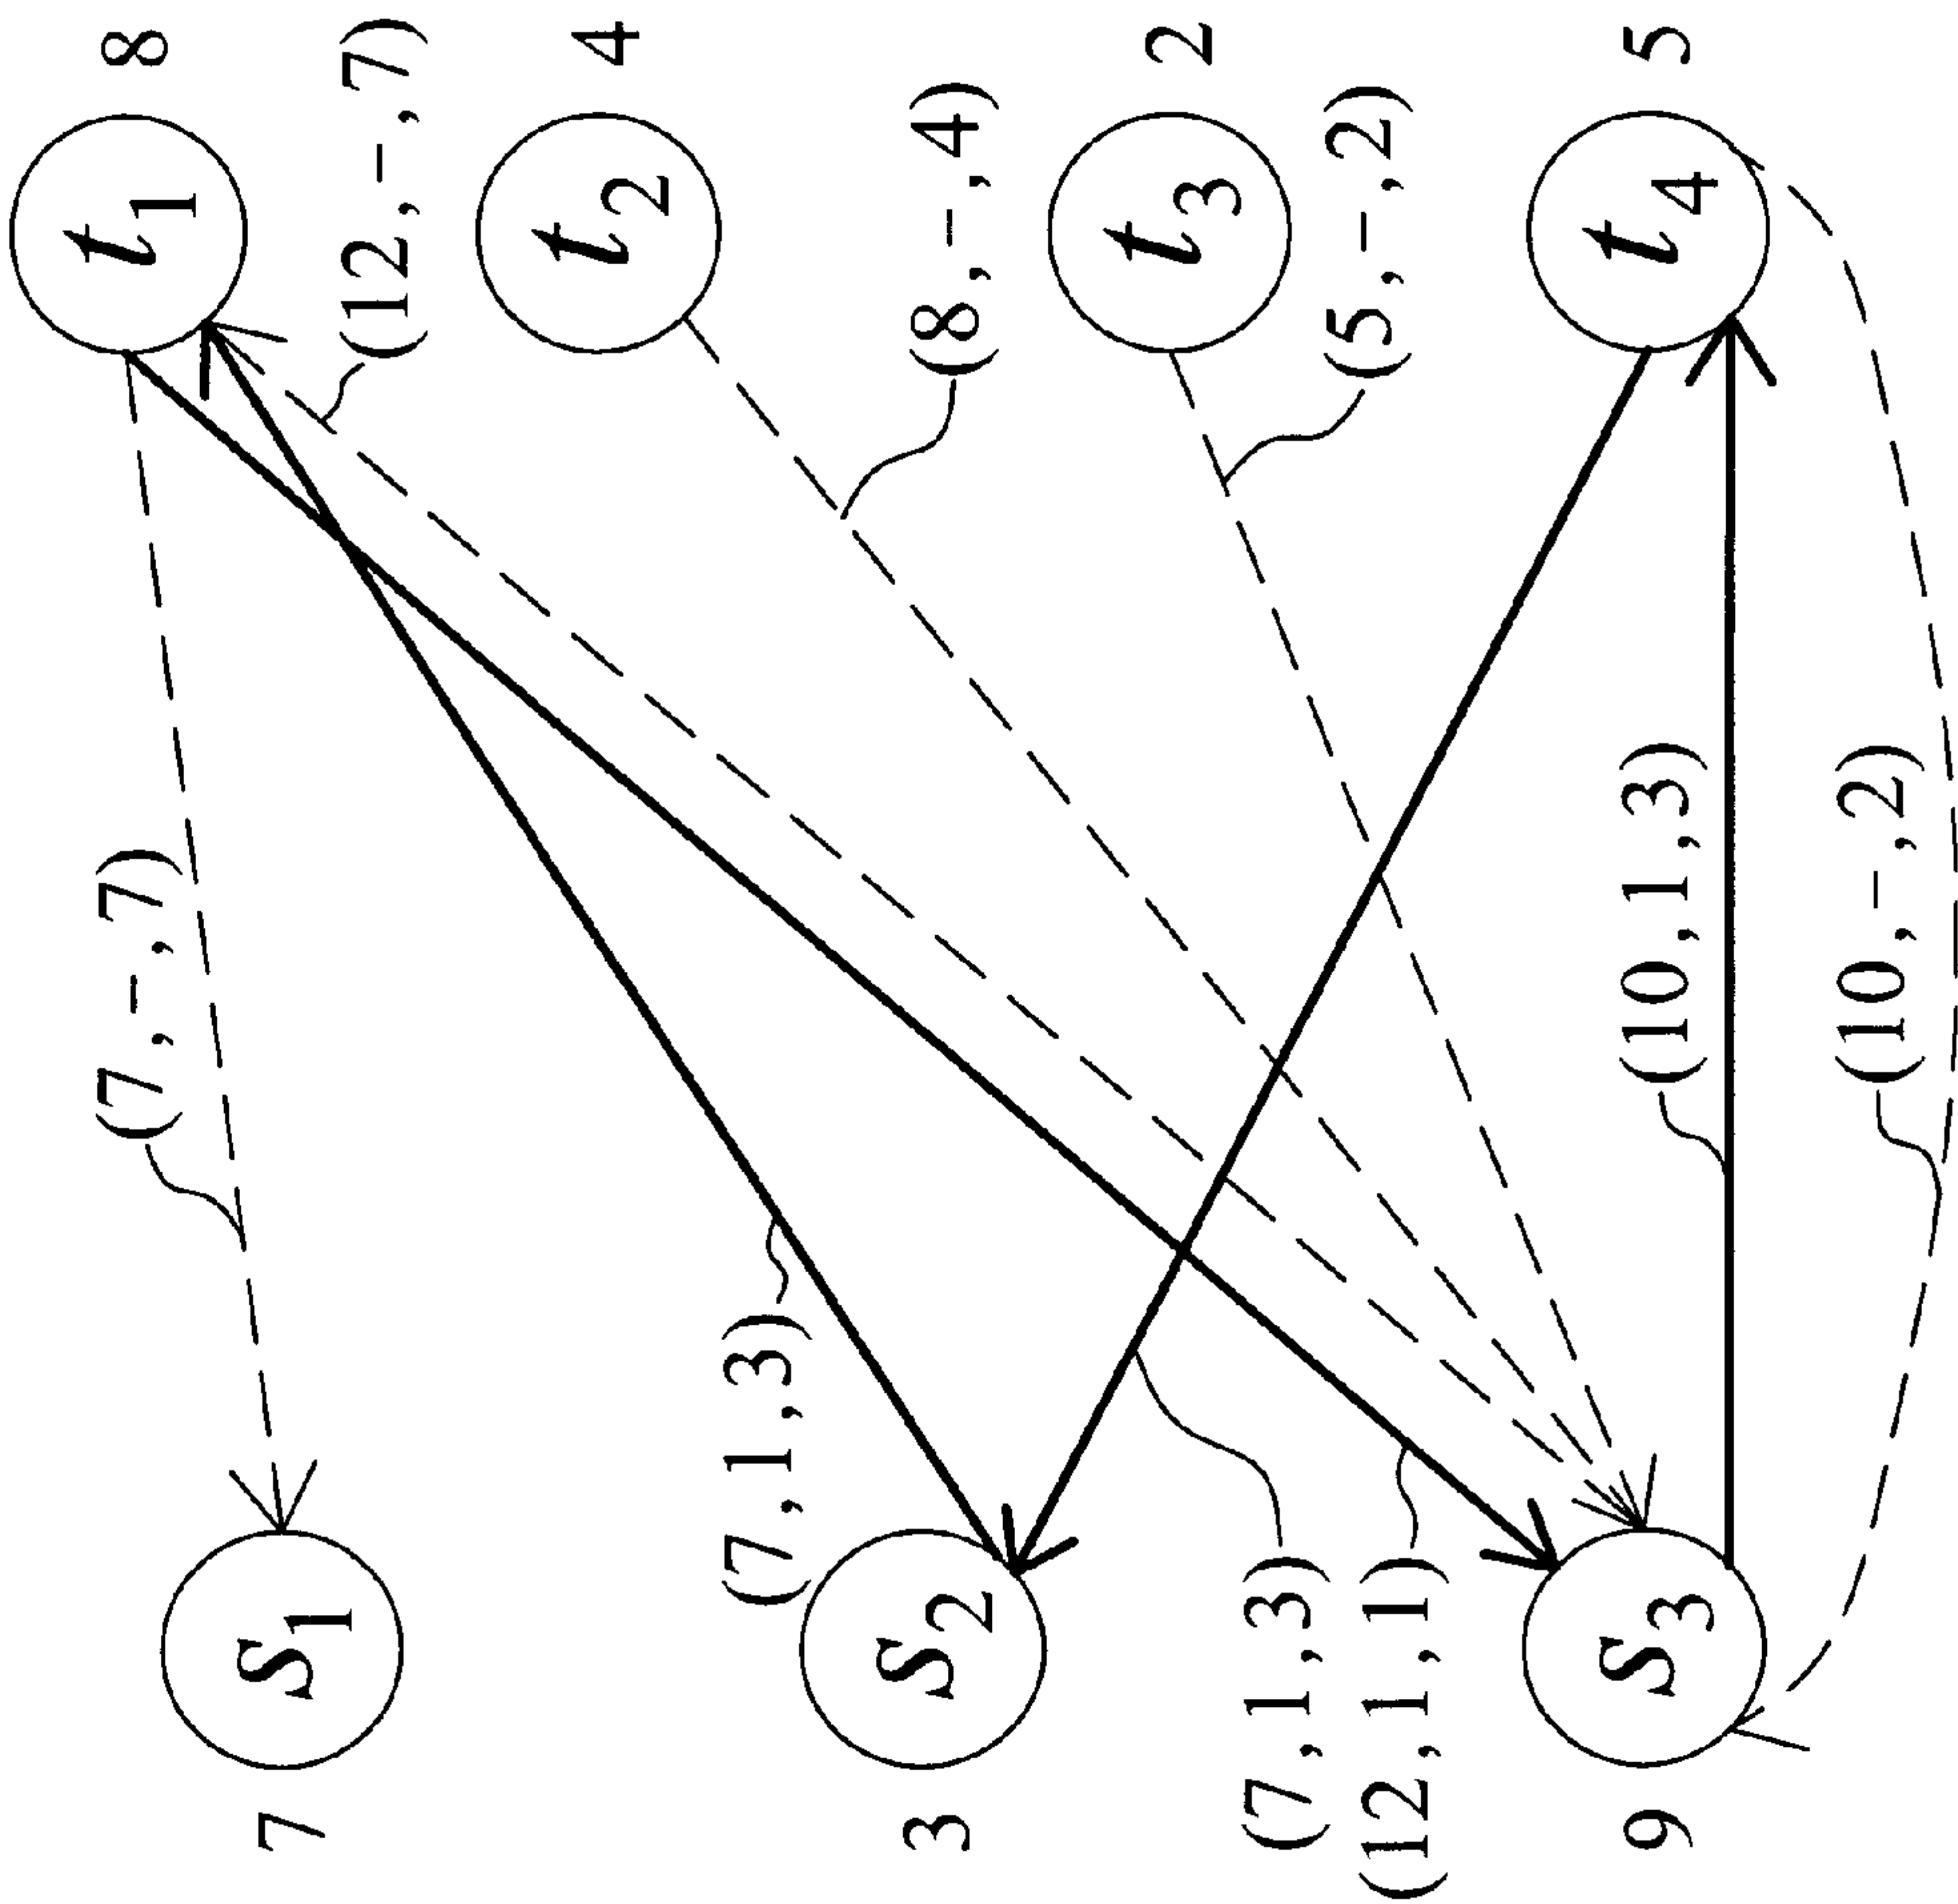 (7,-,7)
t1
8
7
s1
(12,-,7)
t2
4
(7,1,3)
3
s2
(8,-,4)
t3
2
(7,1,3)
(5,-,2)
(12,1,1)
9
s3
(10,1,3)
t4
5
(10,-,2)